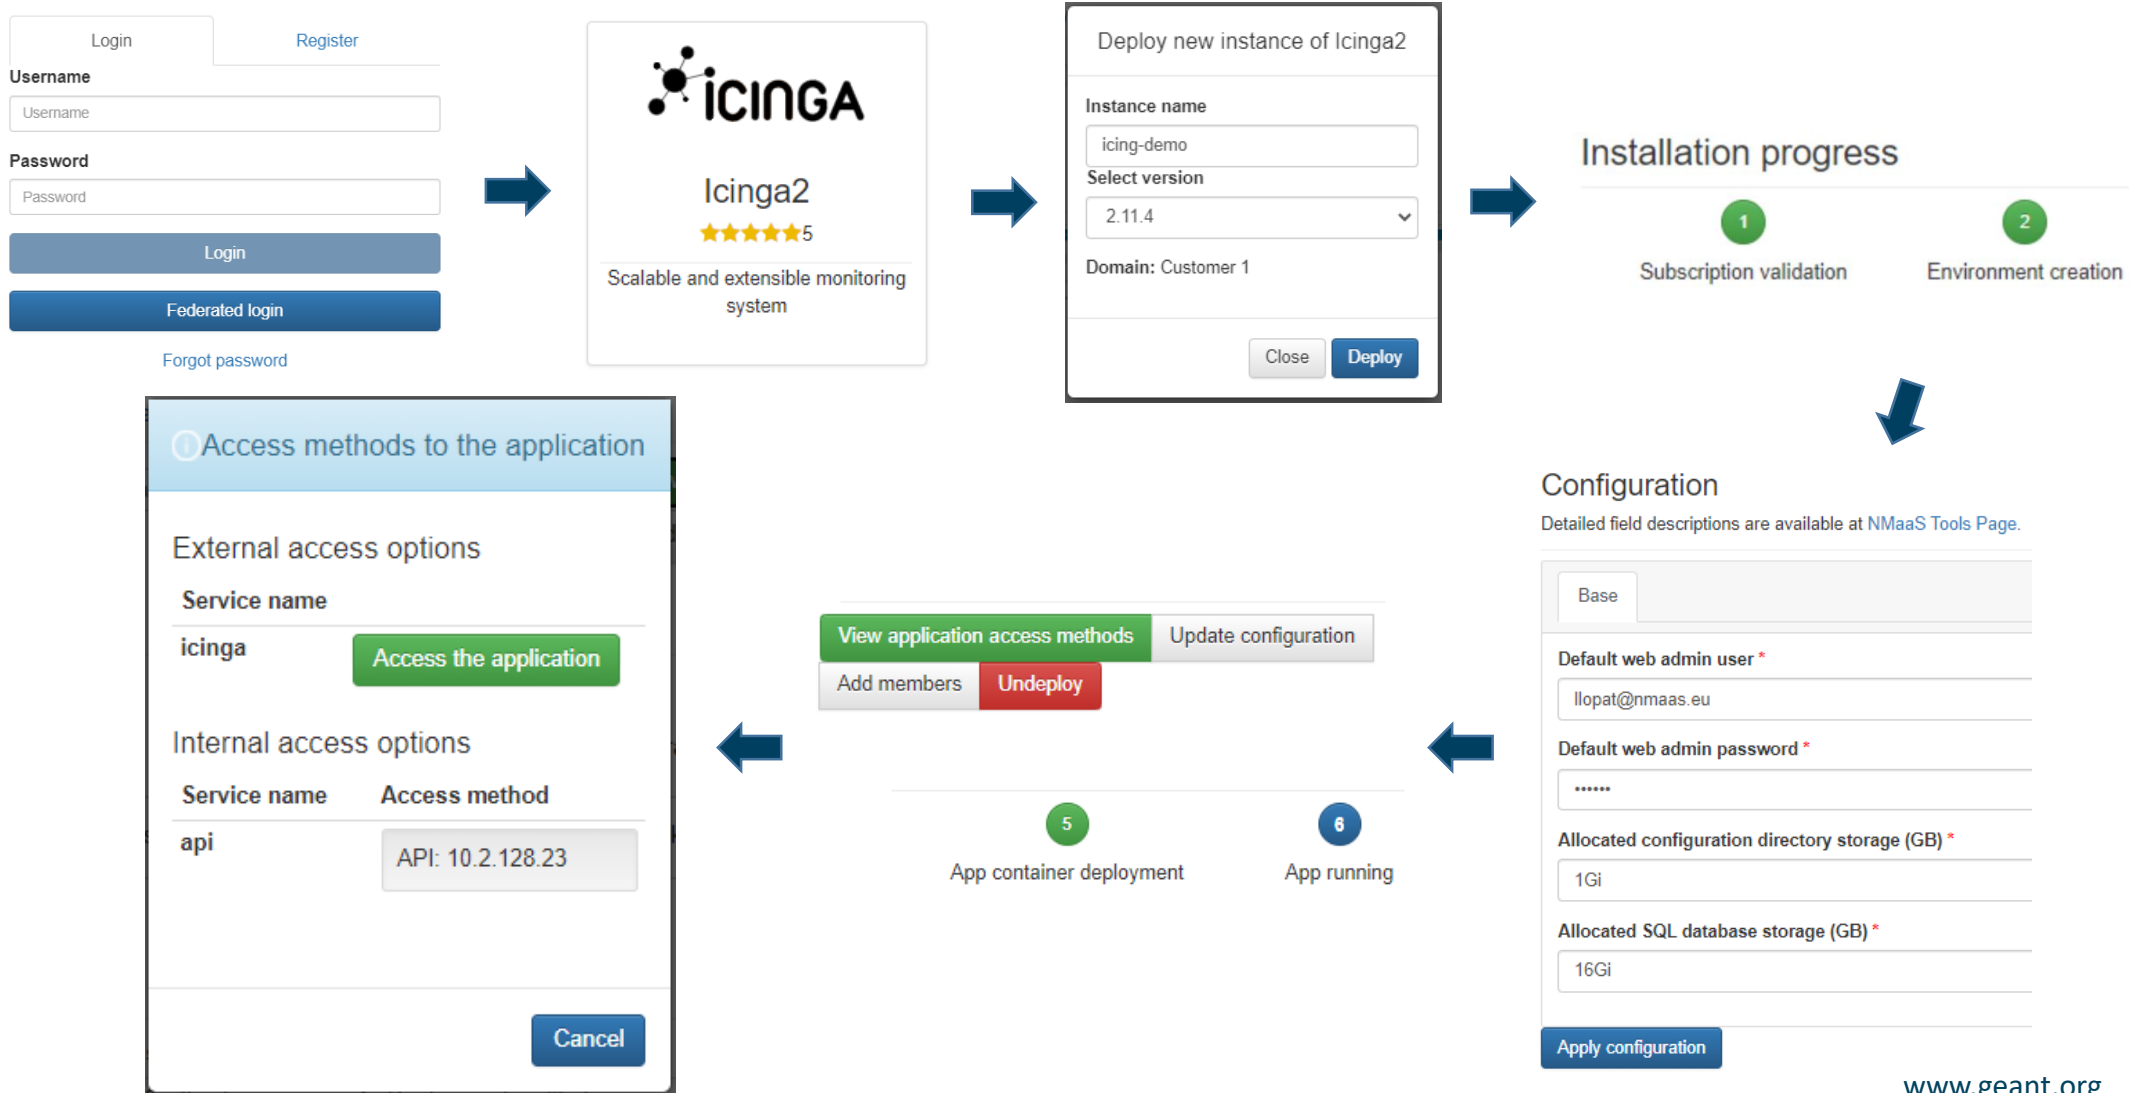 Login
Register
Username
Username
Password
Password
Login
Federated login
Forgot password
ICINGA
Icinga2
5
Scalable and extensible monitoring
system
Deploy new instance of Icinga2
Instance name
icing-demo
Select version
2.11.4
Domain: Customer 1
Close
Deploy
Installation progress
1
2
Subscription validation
Environment creation
Configuration
Detailed field descriptions are available at NMaaS Tools Page.
Base
Default web admin user *
llopat@nmaas.eu
Default web admin password *
••••••
Allocated configuration directory storage (GB) *
1Gi
Allocated SQL database storage (GB) *
16Gi
Apply configuration
View application access methods
Update configuration
Add members
Undeploy
5
6
App container deployment
App running
Access methods to the application
External access options
Service name
icinga
Access the application
Internal access options
Service name
Access method
api
API: 10.2.128.23
Cancel
www.geant.org